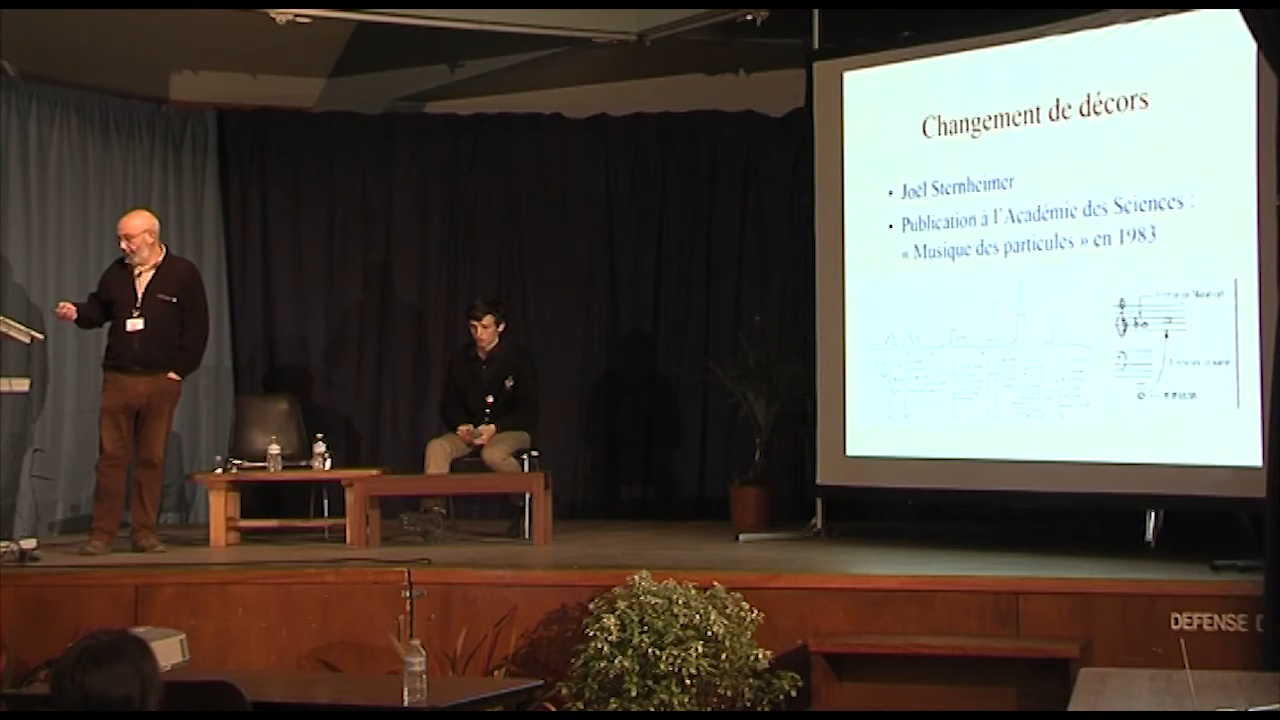 Changement de décors
• Joël Sternheimer
• Publication à l'Académie des Sciences :
« Musique des particules » en 1983
DEFENSE D